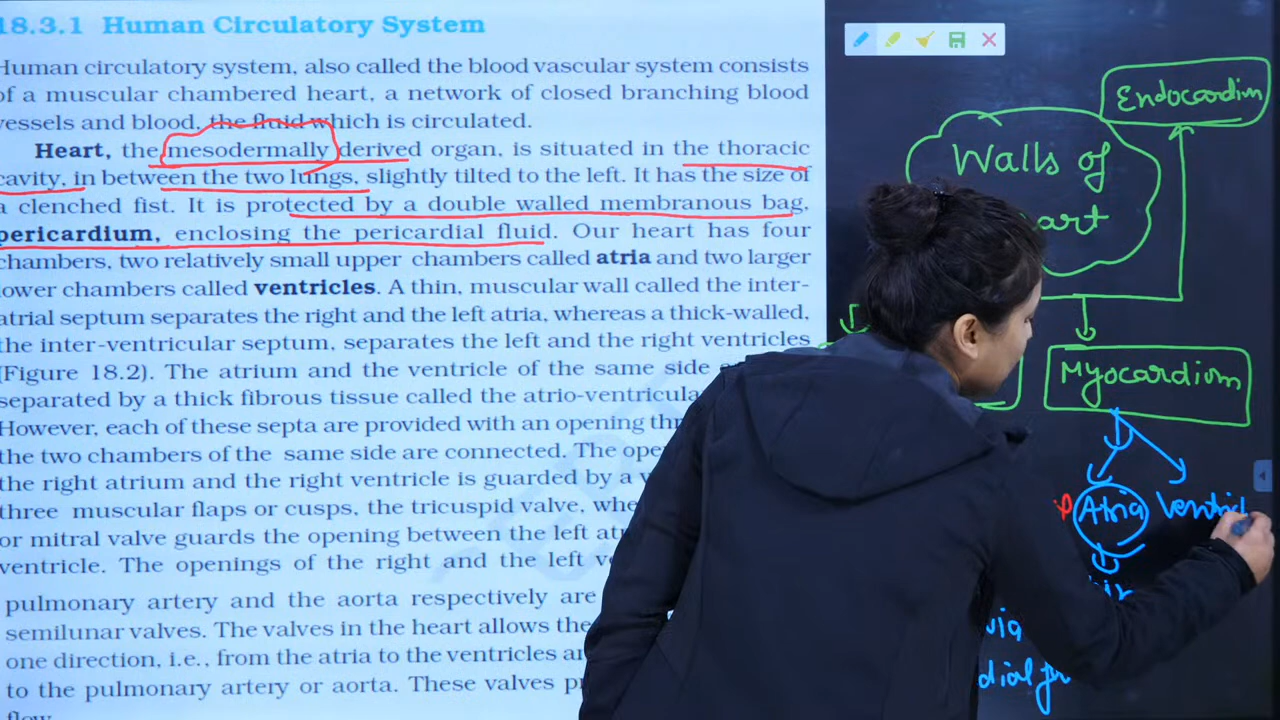 18.3.1 Human Circulatory System
Human circulatory system, also called the blood vascular system consists
of a muscular chambered heart, a network of closed branching blood
vessels and blood, the fluid which is circulated.
Heart, the mesodermally derived organ, is situated in the thoracic
cavity, in between the two lungs, slightly tilted to the left. It has the size of
a clenched fist. It is protected by a double walled membranous bag,
pericardium, enclosing the pericardial fluid. Our heart has four
chambers, two relatively small upper chambers called atria and two larger
lower chambers called ventricles. A thin, muscular wall called the inter-
atrial septum separates the right and the left atria, whereas a thick-walled,
the inter-ventricular septum, separates the left and the right ventricles
(Figure 18.2). The atrium and the ventricle of the same side
separated by a thick fibrous tissue called the atrio-ventricula
However, each of these septa are provided with an opening thr
the two chambers of the same side are connected. The ope
the right atrium and the right ventricle is guarded by a v
three muscular flaps or cusps, the tricuspid valve, whe
or mitral valve guards the opening between the left at
ventricle. The openings of the right and the left v
pulmonary artery and the aorta respectively are
semilunar valves. The valves in the heart allows the
one direction, i.e., from the atria to the ventricles a
to the pulmonary artery or aorta. These valves p
flow.
Endocardium
Walls of
art
Myocardium
Atria Ventricl
dial